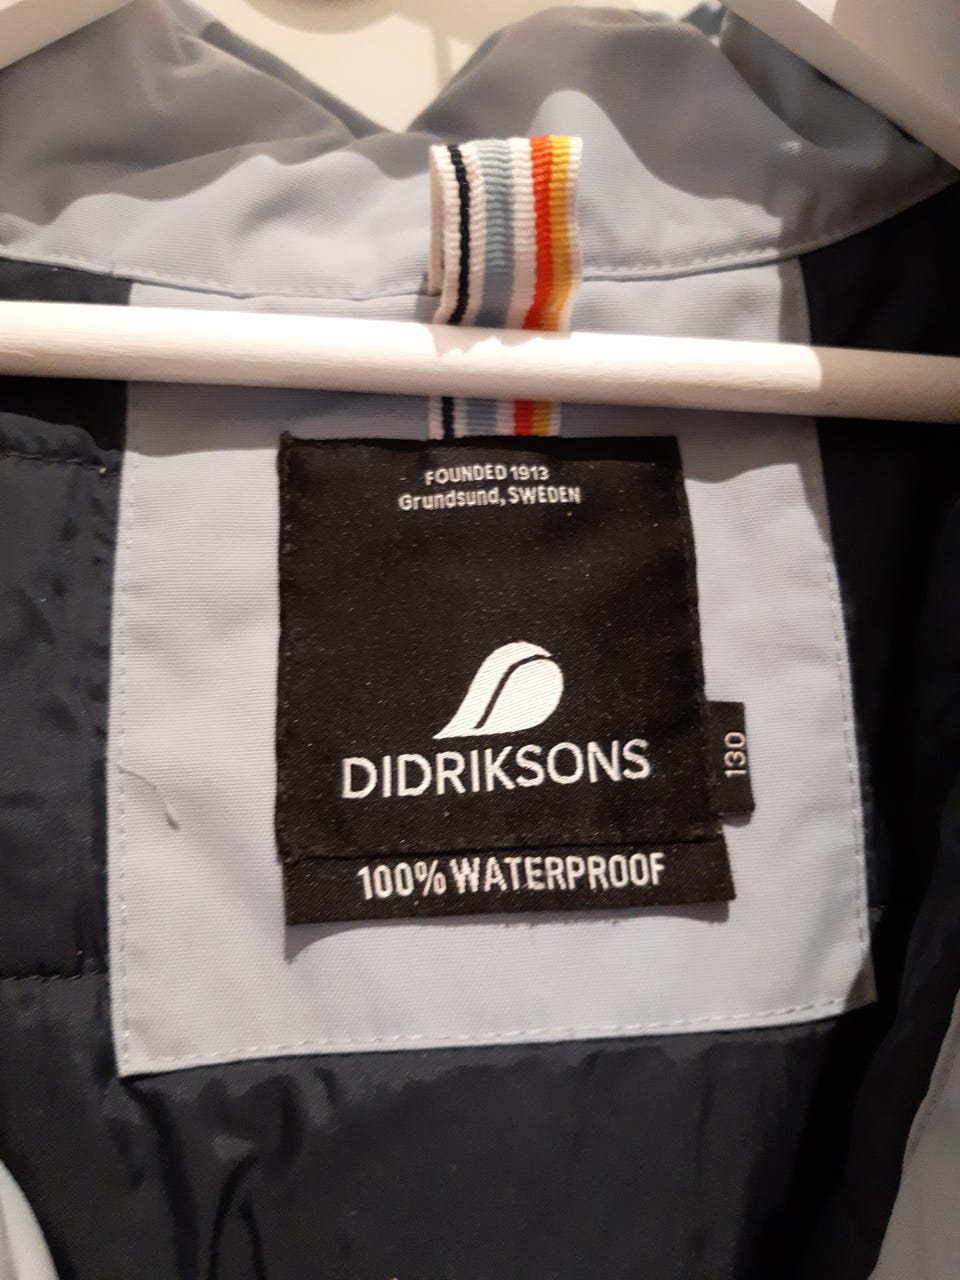 FOUNDED 1913
Grundsund, SWEDEN
DIDRIKSONS
130
100% WATERPROOF